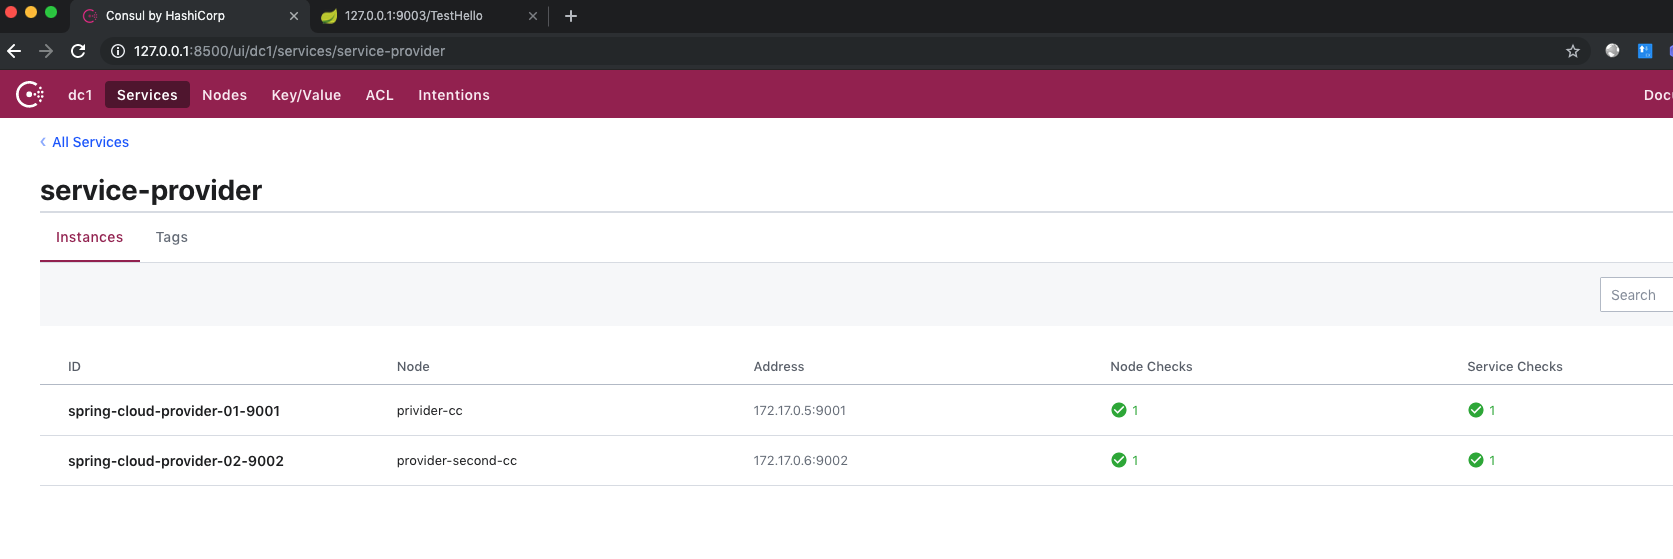 Consul by HashiCorp
127.0.0.1:9003/TestHello
127.0.0.1:8500/ui/dc1/services/service-provider
dc1 Services Nodes Key/Value ACL Intentions Docu
All Services
service-provider
Instances Tags
Search
ID Node Address Node Checks Service Checks
spring-cloud-provider-01-9001 privider-cc 172.17.0.5:9001 1 1
spring-cloud-provider-02-9002 provider-second-cc 172.17.0.6:9002 1 1